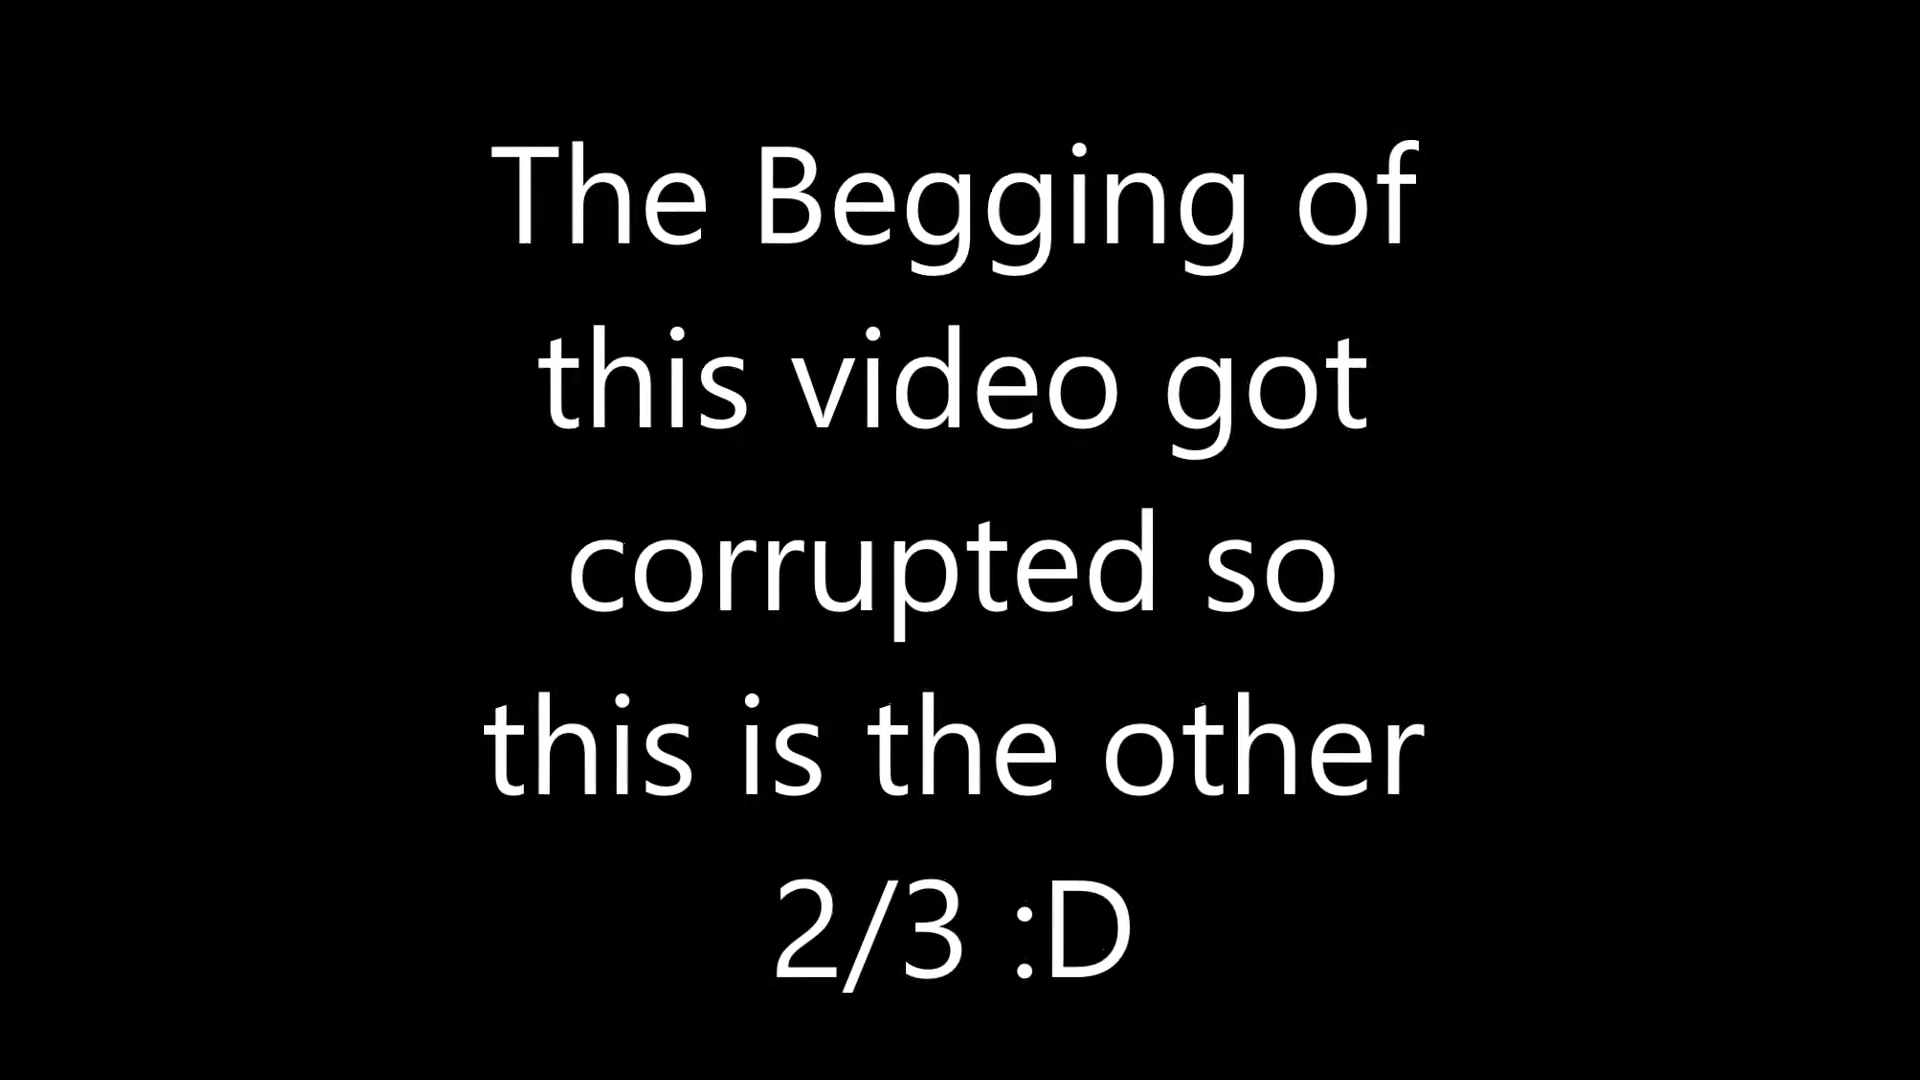 The Begging of
this video got
corrupted so
this is the other
2/3 :D